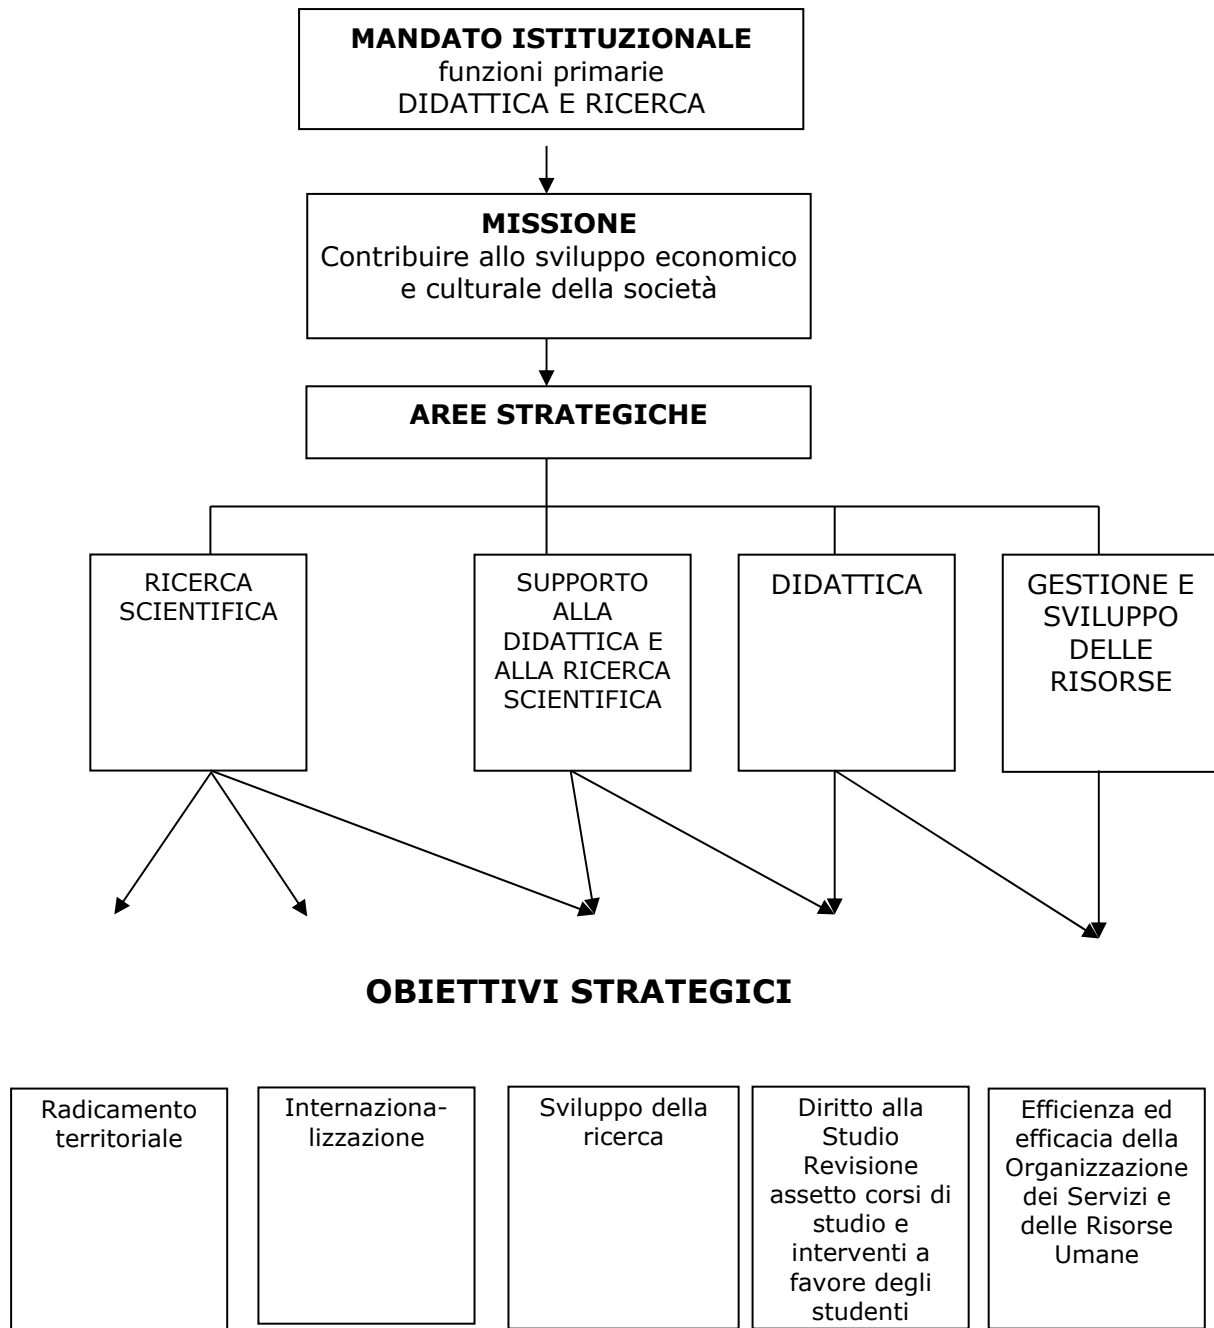 MANDATO ISTITUZIONALE
funzioni primarie
DIDATTICA E RICERCA
MISSIONE
Contribuire allo sviluppo economico
e culturale della società
AREE STRATEGICHE
RICERCA
SCIENTIFICA
SUPPORTO
ALLA
DIDATTICA E
ALLA RICERCA
SCIENTIFICA
DIDATTICA
GESTIONE E
SVILUPPO
DELLE
RISORSE
OBIETTIVI STRATEGICI
Radicamento
territoriale
Internaziona-
lizzazione
Sviluppo della
ricerca
Diritto alla
Studio
Revisione
assetto corsi di
studio e
interventi a
favore degli
studenti
Efficienza ed
efficacia della
Organizzazione
dei Servizi e
delle Risorse
Umane